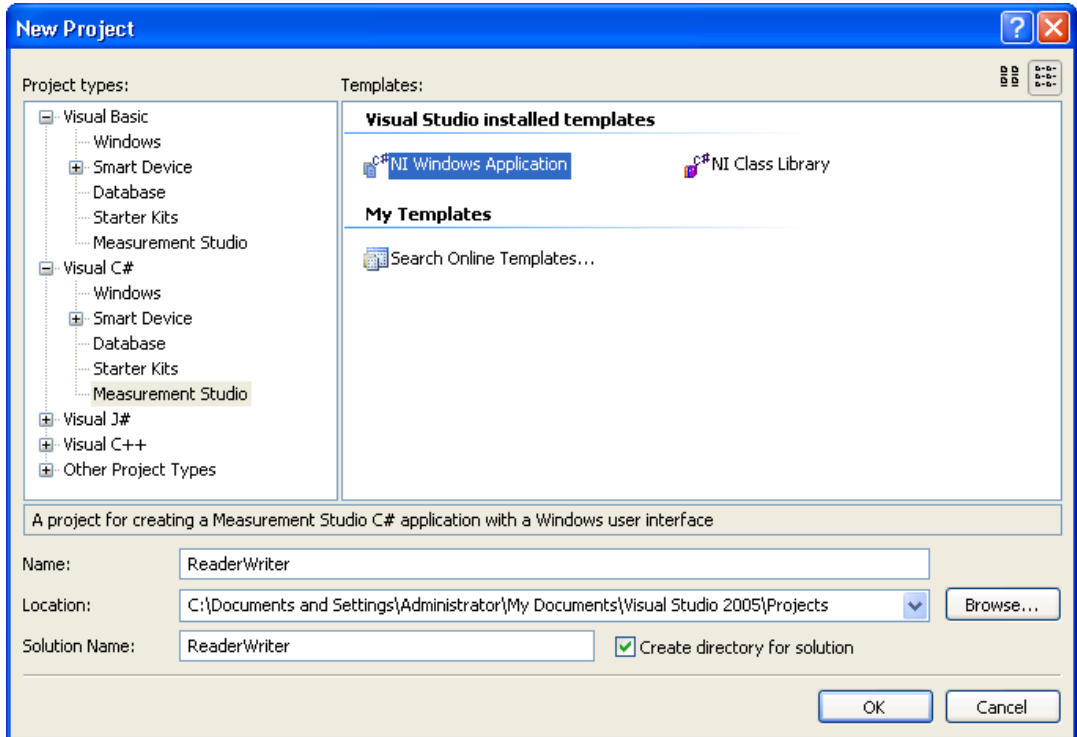 New Project
Project types:
Templates:
Visual Basic
Windows
Smart Device
Database
Starter Kits
Measurement Studio
Visual C#
Windows
Smart Device
Database
Starter Kits
Measurement Studio
Visual J#
Visual C++
Other Project Types
Visual Studio installed templates
NI Windows Application
NI Class Library
My Templates
Search Online Templates...
A project for creating a Measurement Studio C# application with a Windows user interface
Name:
ReaderWriter
Location:
C:\Documents and Settings\Administrator\My Documents\Visual Studio 2005\Projects
Browse...
Solution Name:
ReaderWriter
Create directory for solution
OK
Cancel